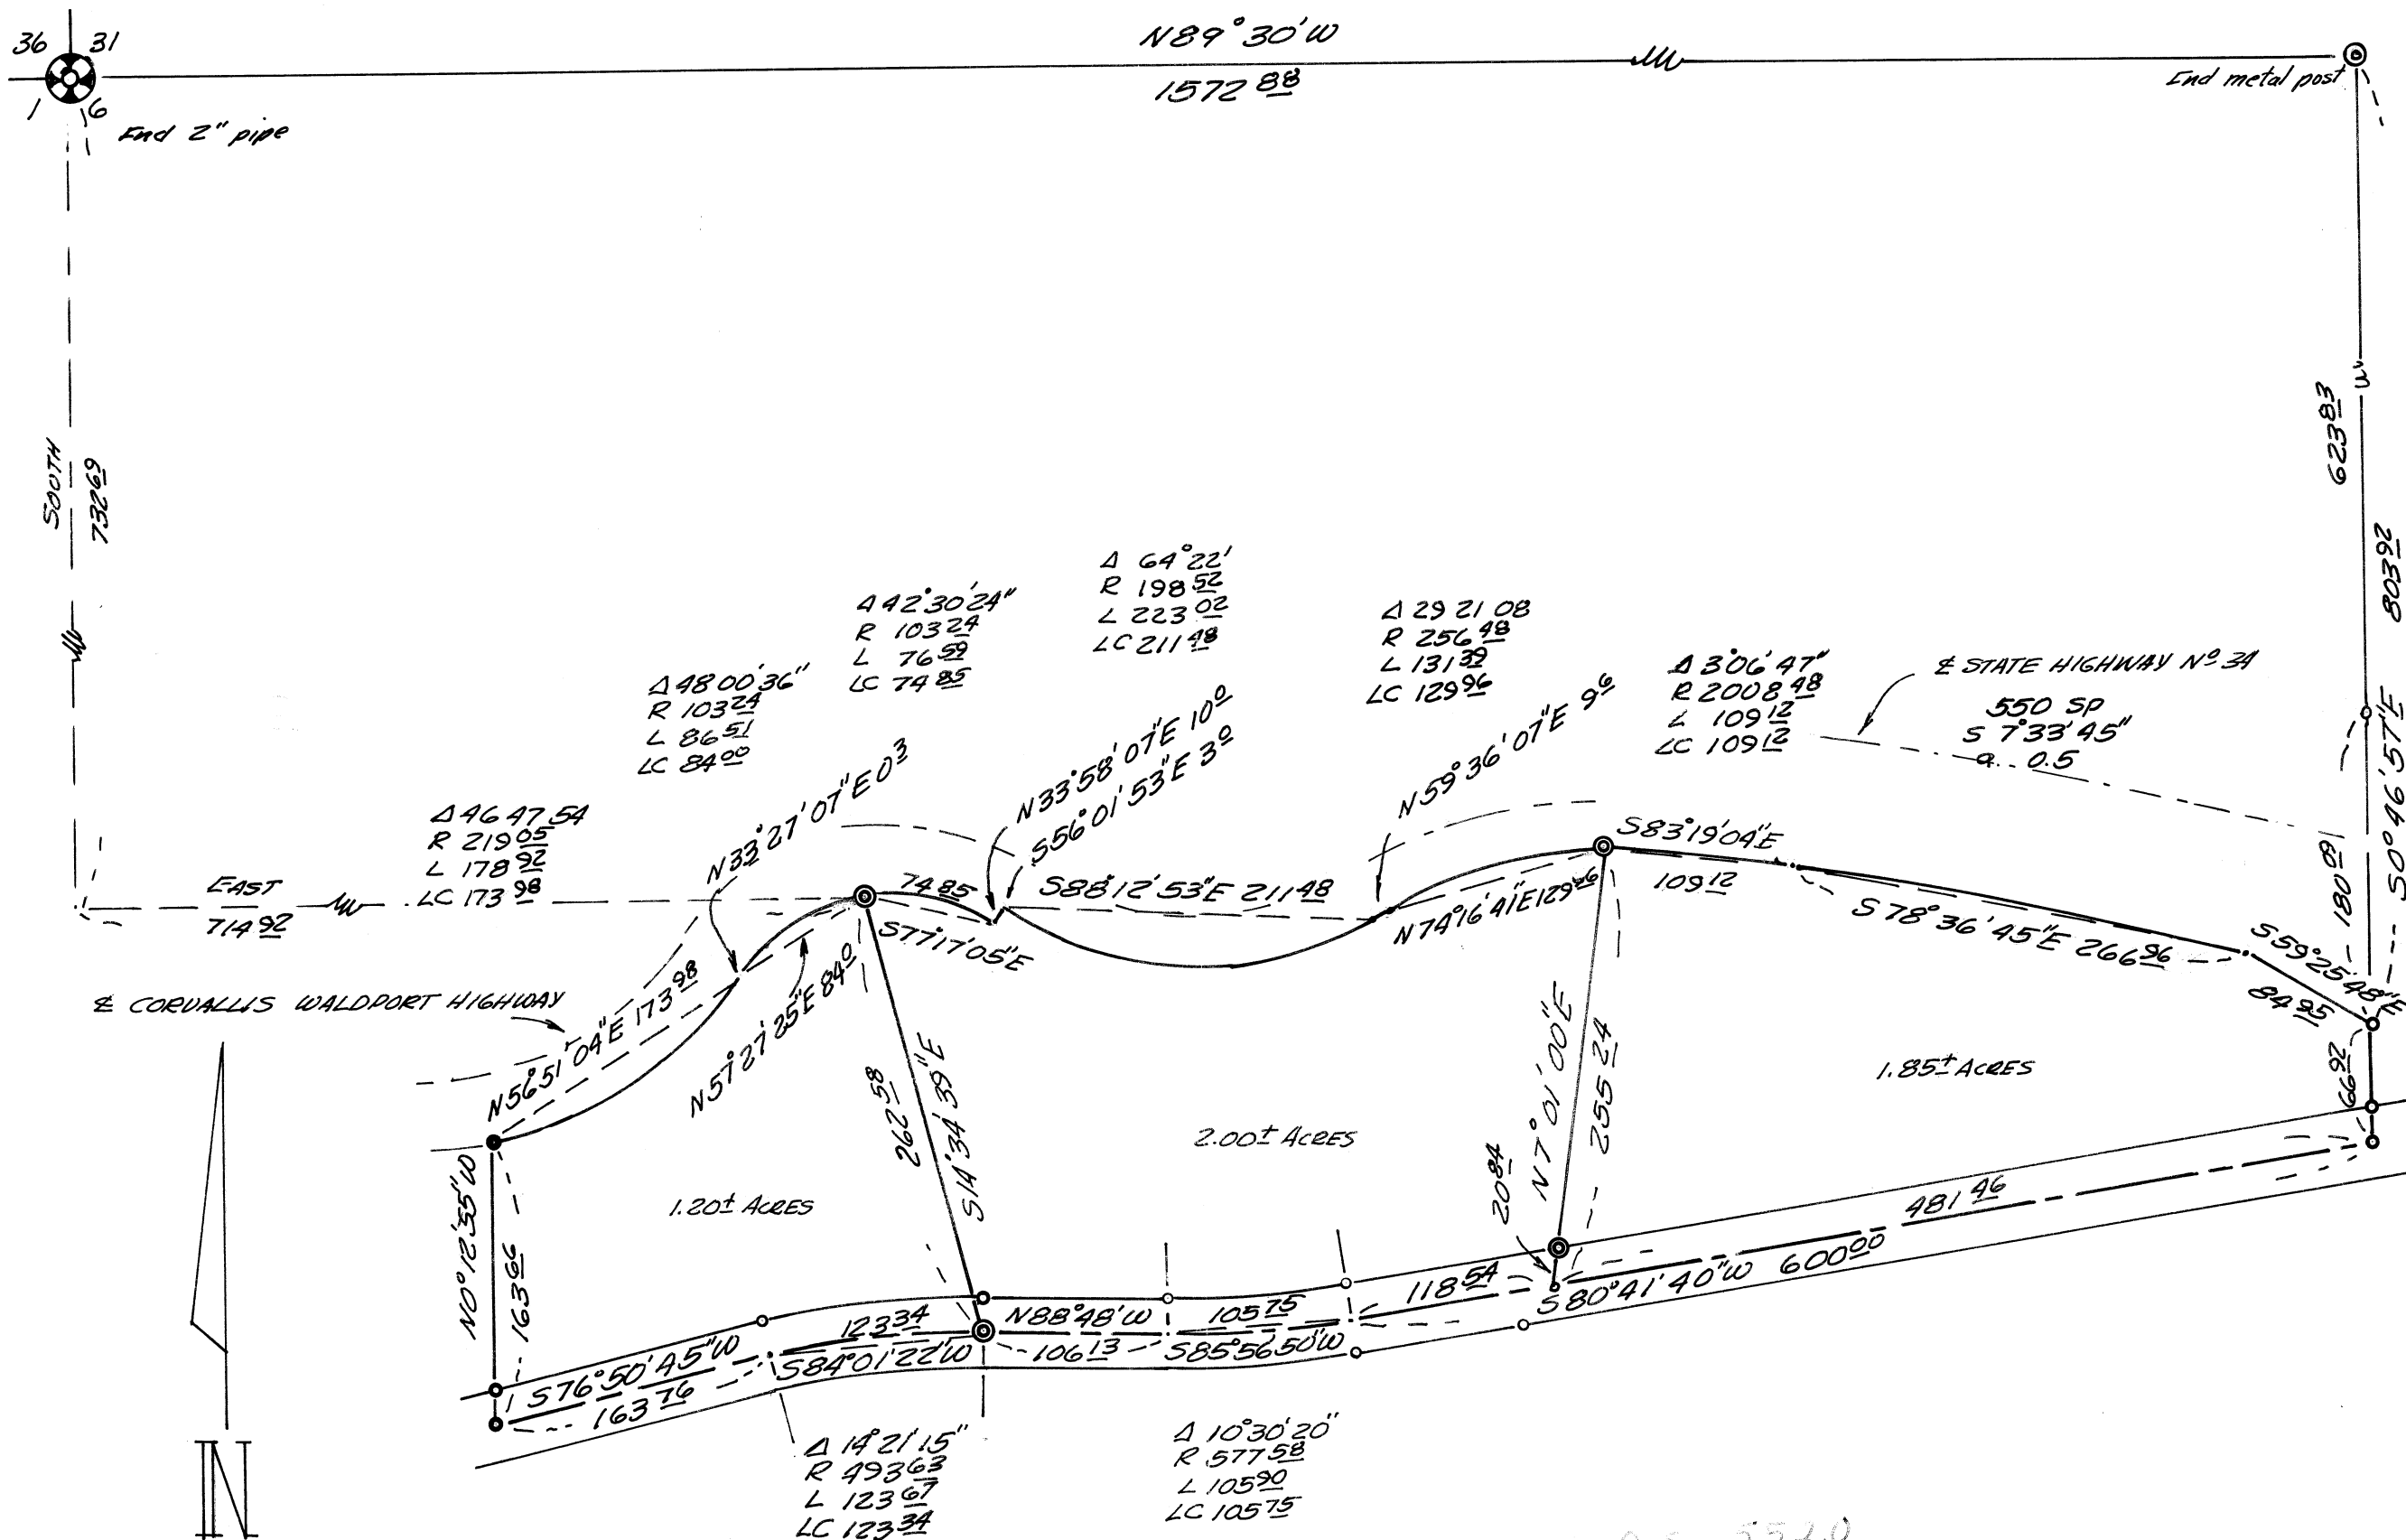 36 31
1 6
N89°30'W
1572 88
Fnd 2" pipe
Fnd metal post
SOUTH
732 69
623 83
803 92
S0°46'57"E
180 09
Δ 64°22'
R 198 52
L 223 02
LC 211 48
Δ 42°30'24"
R 103 24
L 76 59
LC 74 85
Δ 29 21 08
R 256 48
L 131 39
LC 129 96
Δ 48 00'36"
R 103 24
L 86 51
LC 84 00
Δ 3°06'47"
R 2008 48
L 109 12
LC 109 12
℄ STATE HIGHWAY Nº 34
550 SP
S 7°33'45"
a 0.5
Δ 46 47 54
R 219 05
L 178 92
LC 173 98
N33°27'07"E 0 3
N33°58'07"E 10 0
S56°01'53"E 3 0
N59°36'07"E 9 6
EAST
714 92
74 85
S77°17'05"E
S88°12'53"E 211 48
N74°16'41"E 129 96
S83°19'04"E
109 12
S78°36'45"E 266 96
S59°25'48"E
84 95
66 92
℄ CORVALLIS WALDPORT HIGHWAY
N56°51'04"E 173 98
N57°27'25"E 84 0
262 58
S14°34'39"E
N7°01'00"E
255 24
20 84
1.85± ACRES
2.00± ACRES
1.20± ACRES
N0°12'55"W
163 66
S76°50'45"W
163 76
123 34
S84°01'22"W
N88°48'W
106 13
105 75
S85°56'50"W
118 54
S80°41'40"W 600 00
481 46
Δ 14°21'15"
R 493 63
L 123 67
LC 123 34
Δ 10°30'20"
R 577 58
L 105 90
LC 105 75
N
5520